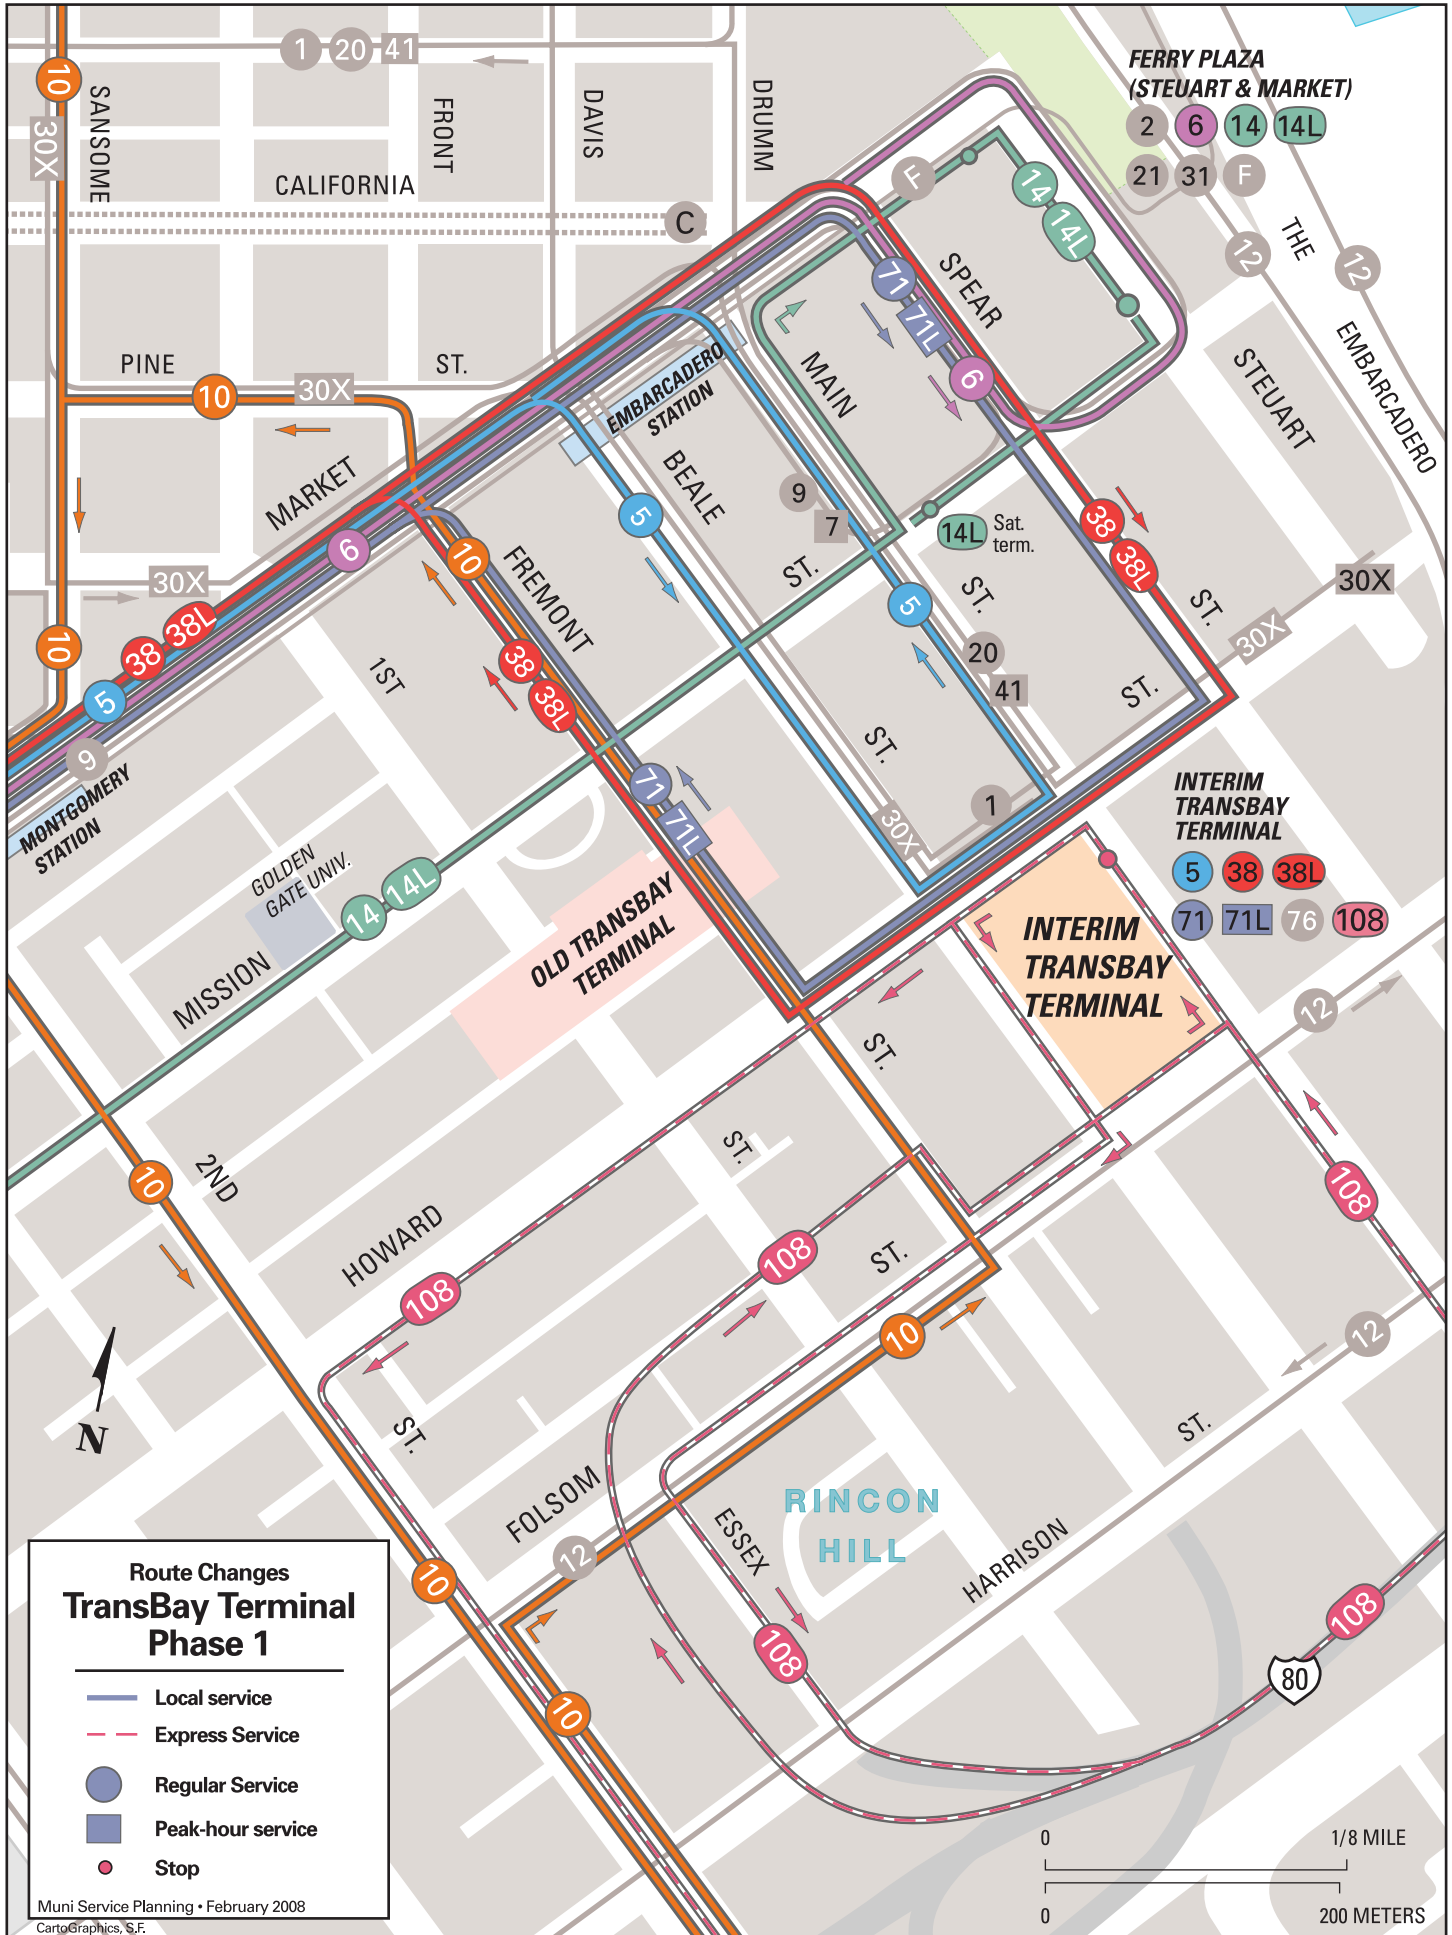 1 20 41
10
30X
SANSOME
FRONT
DAVIS
DRUMM
CALIFORNIA
C
F
FERRY PLAZA
(STEUART & MARKET)
2 6 14 14L
21 31 F
14
14L
THE
EMBARCADERO
12
12
71
71L
6
SPEAR
STEUART
PINE
ST.
10
30X
EMBARCADERO
STATION
MAIN
MARKET
6
BEALE
5
9
7
14L
Sat.
term.
38
38L
10
FREMONT
ST.
30X
30X
30X
ST.
ST.
5
20
41
10
5
38
38L
1ST
38
38L
ST.
ST.
9
MONTGOMERY
STATION
71
71L
30X
1
INTERIM
TRANSBAY
TERMINAL
5 38 38L
71 71L 76 108
GOLDEN
GATE UNIV.
14
14L
OLD TRANSBAY
TERMINAL
INTERIM
TRANSBAY
TERMINAL
MISSION
12
ST.
ST.
10
2ND
HOWARD
108
108
ST.
108
10
12
N
ST.
FOLSOM
12
ESSEX
RINCON
HILL
ST.
HARRISON
10
10
108
108
80
Route Changes
TransBay Terminal
Phase 1
Local service
Express Service
Regular Service
Peak-hour service
Stop
Muni Service Planning • February 2008
CartoGraphics, S.F.
0 1/8 MILE
0 200 METERS